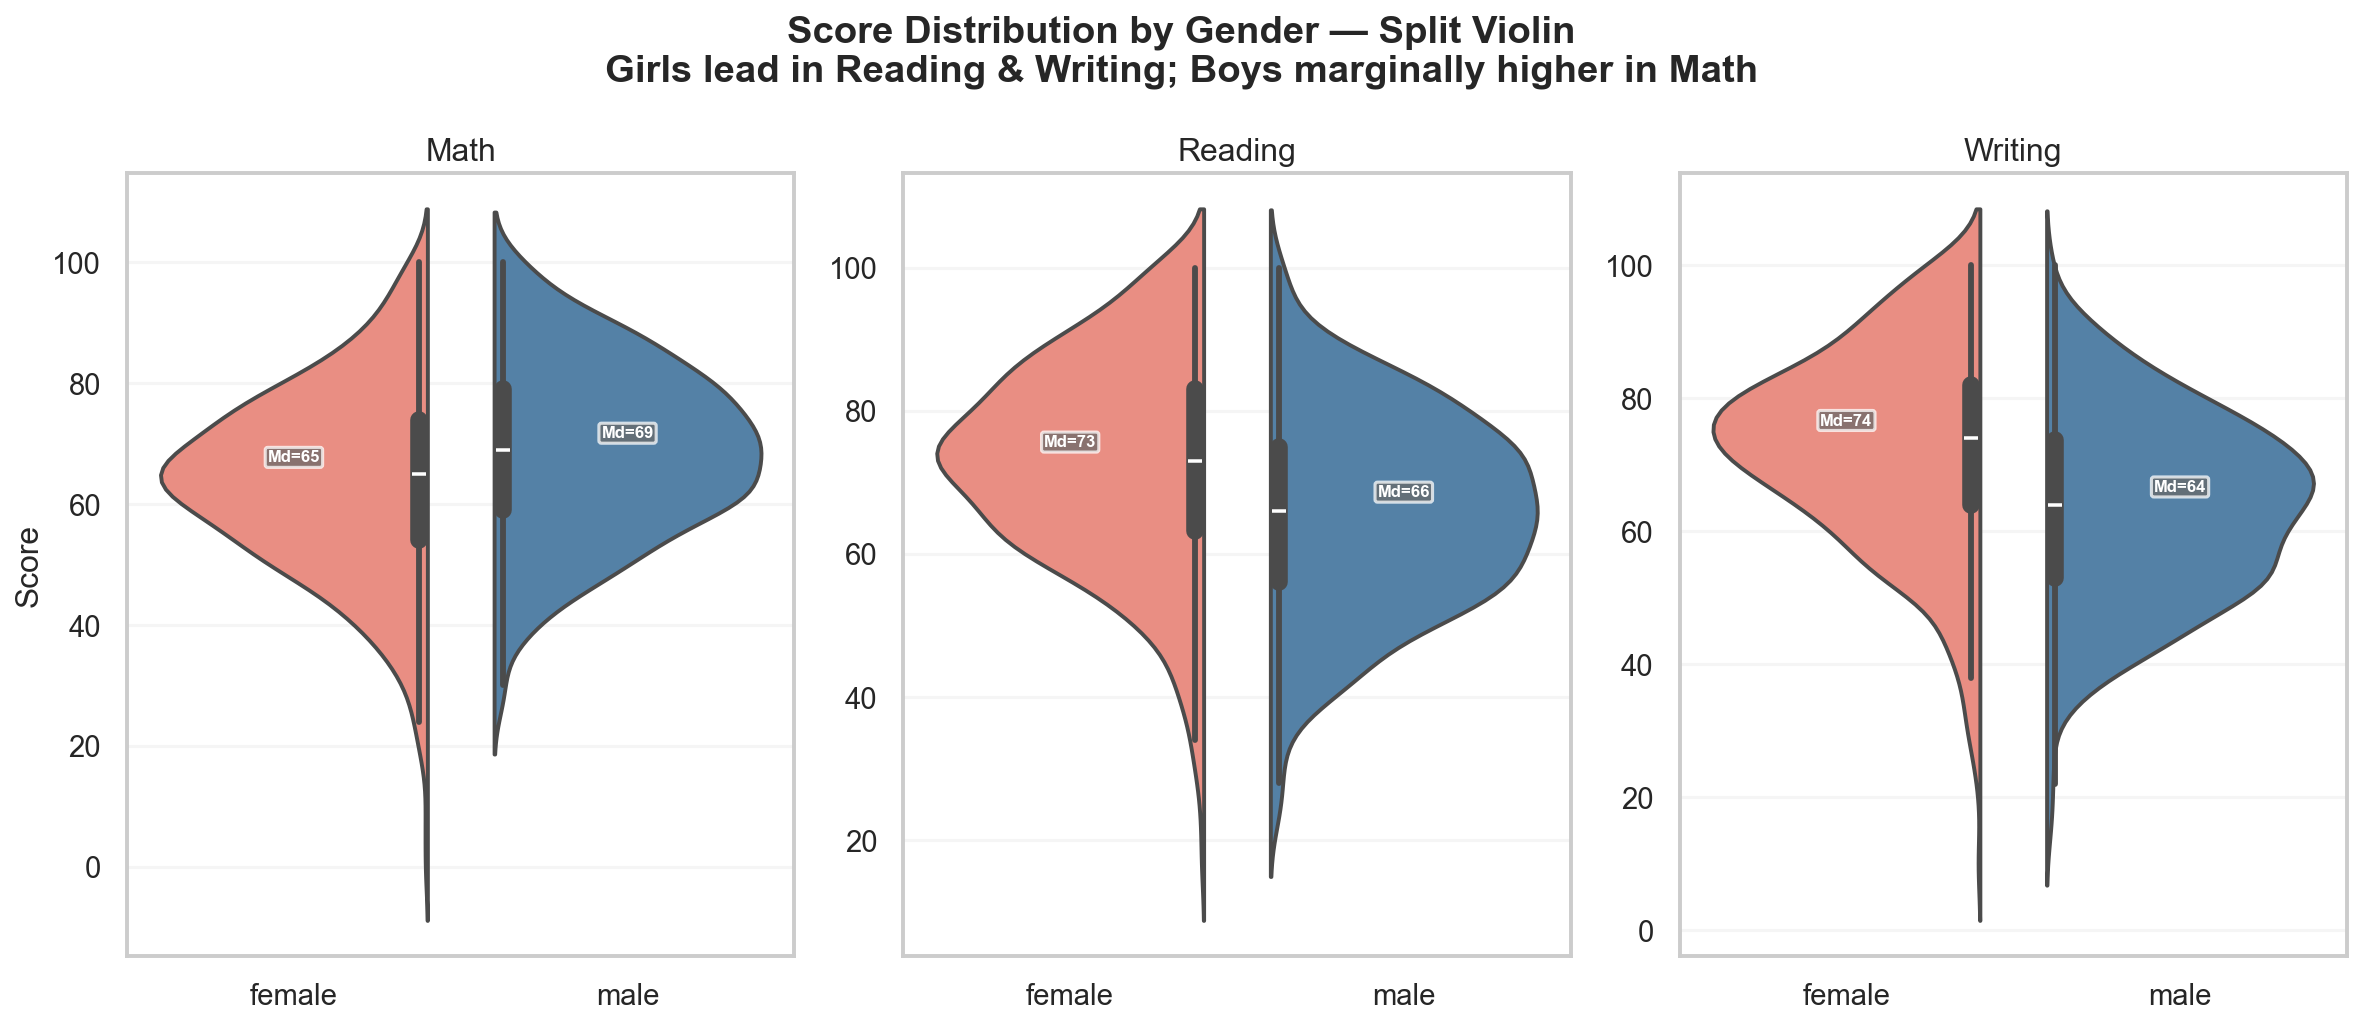 Score Distribution by Gender — Split Violin
Girls lead in Reading & Writing; Boys marginally higher in Math
Math
Score
100
80
60
40
20
0
Md=65
Md=69
female
male
Reading
100
80
60
40
20
Md=73
Md=66
female
male
Writing
100
80
60
40
20
0
Md=74
Md=64
female
male